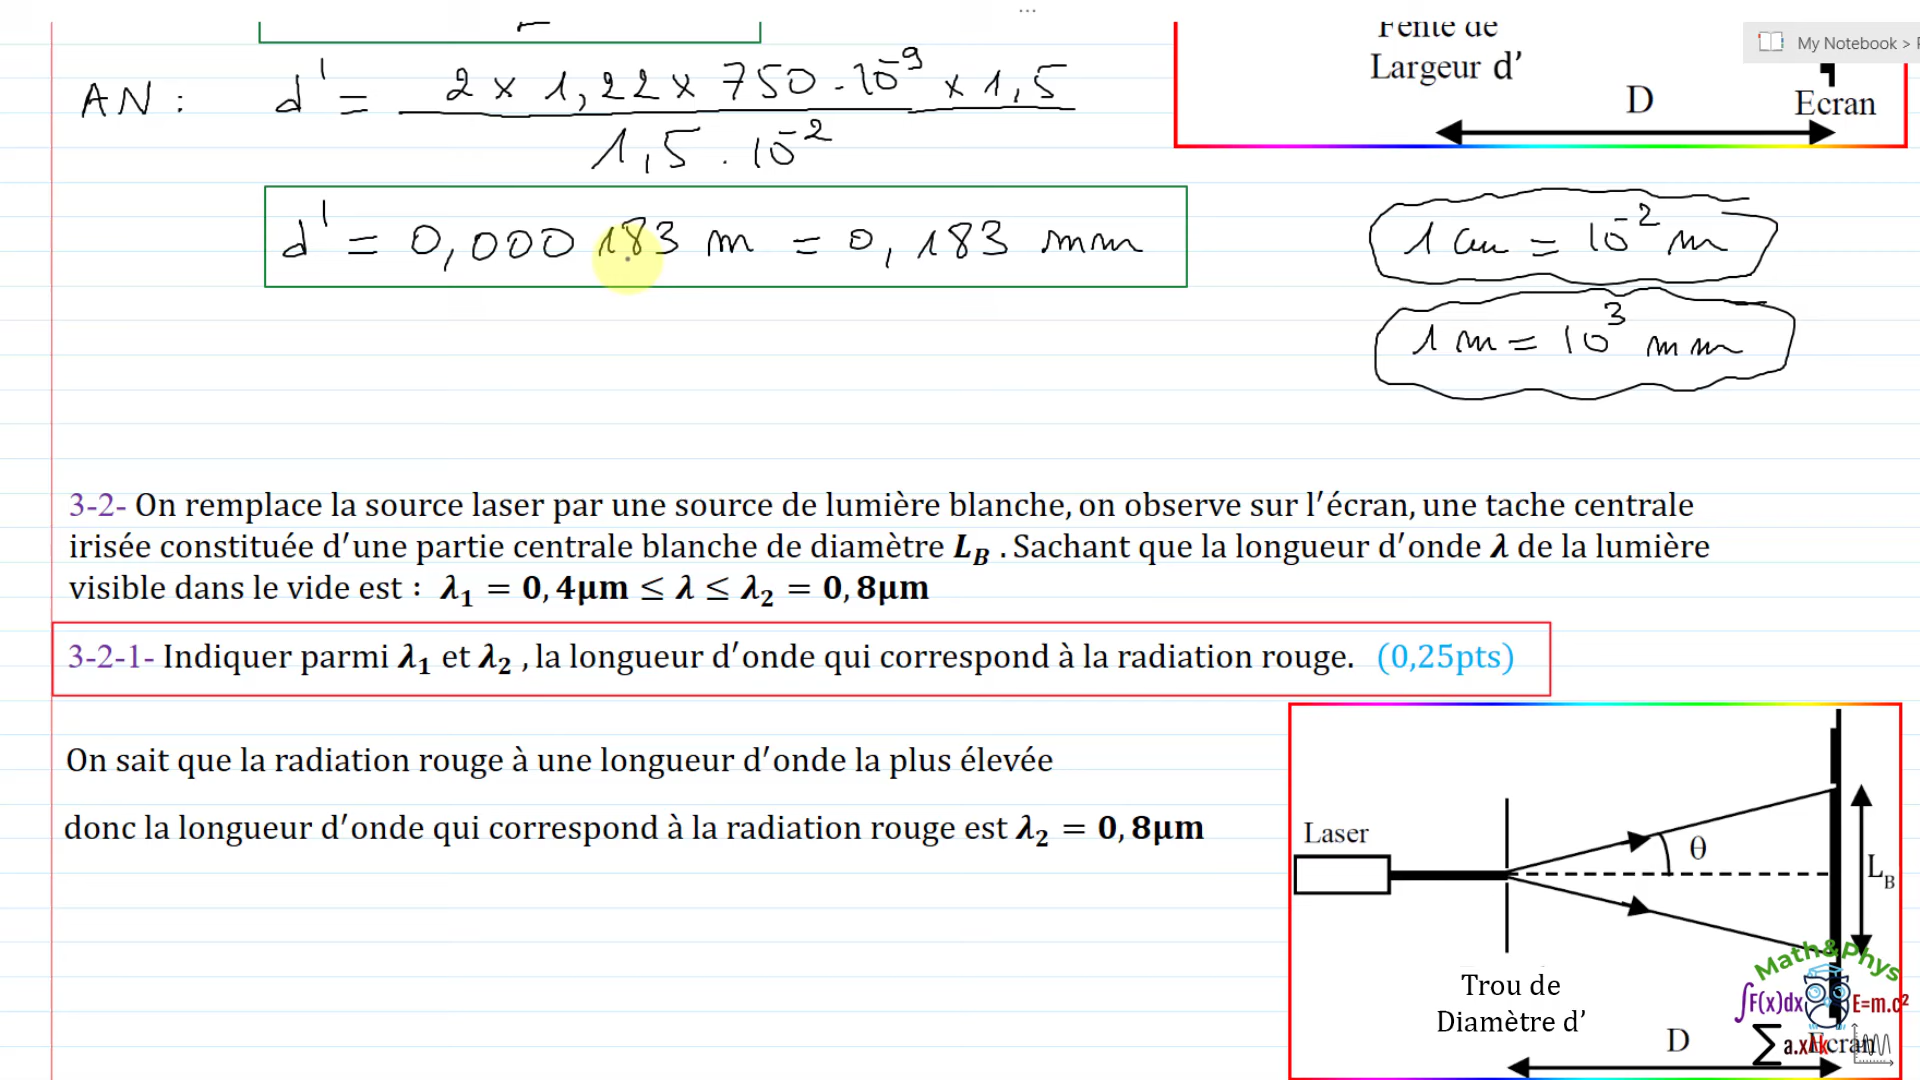 ...
Fente de
Largeur d’
D
Ecran
My Notebook >
AN : d' = 2 × 1,22 × 750 . 10⁻⁹ × 1,5
1,5 . 10⁻²
d' = 0,000 183 m = 0,183 mm
1 cm = 10⁻² m
1 m = 10³ mm
3-2- On remplace la source laser par une source de lumière blanche, on observe sur l’écran, une tache centrale
irisée constituée d’une partie centrale blanche de diamètre L_B . Sachant que la longueur d’onde λ de la lumière
visible dans le vide est : λ₁ = 0,4μm ≤ λ ≤ λ₂ = 0,8μm
3-2-1- Indiquer parmi λ₁ et λ₂ , la longueur d’onde qui correspond à la radiation rouge. (0,25pts)
On sait que la radiation rouge à une longueur d’onde la plus élevée
donc la longueur d’onde qui correspond à la radiation rouge est λ₂ = 0,8μm
Laser
θ
L_B
Trou de
Diamètre d’
D
Ecran
Math&Phys
∫F(x)dx E=m.c²
∑